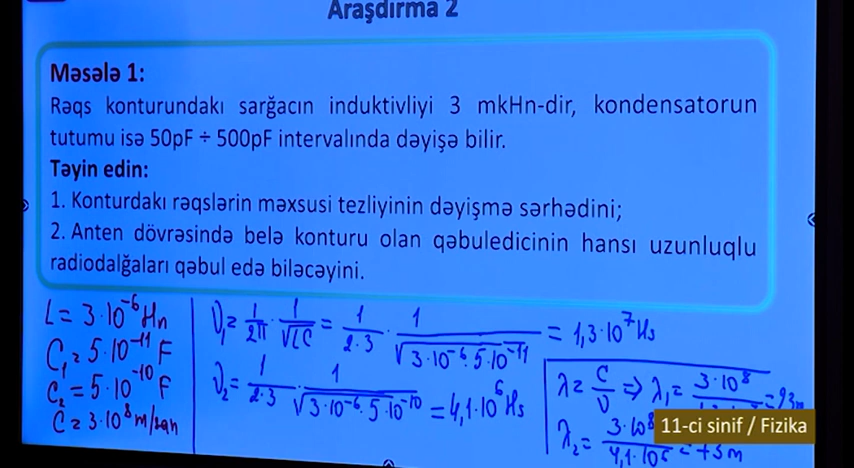 Araşdırma 2
Məsələ 1:
Rəqs konturundakı sarğacın induktivliyi 3 mkHn-dir, kondensatorun
tutumu isə 50pF ÷ 500pF intervalında dəyişə bilir.
Təyin edin:
1. Konturdakı rəqslərin məxsusi tezliyinin dəyişmə sərhədini;
2. Anten dövrəsində belə konturu olan qəbuledicinin hansı uzunluqlu
radiodalğaları qəbul edə biləcəyini.
L = 3·10⁻⁶ Hn
C₁ = 5·10⁻¹¹ F
C₂ = 5·10⁻¹⁰ F
C = 3·10⁸ m/san
ν₁ = 1/2π · 1/√LC = 1/2·3 · 1/√3·10⁻⁶·5·10⁻¹¹ = 1,3·10⁷ Hs
ν₂ = 1/2·3 · 1/√3·10⁻⁶·5·10⁻¹⁰ = 4,1·10⁶ Hs
λ = C/ν ⇒ λ₁ = 3·10⁸ = 23m
λ₂ = 3·10⁸/4,1·10⁶ = 73m
11-ci sinif / Fizika